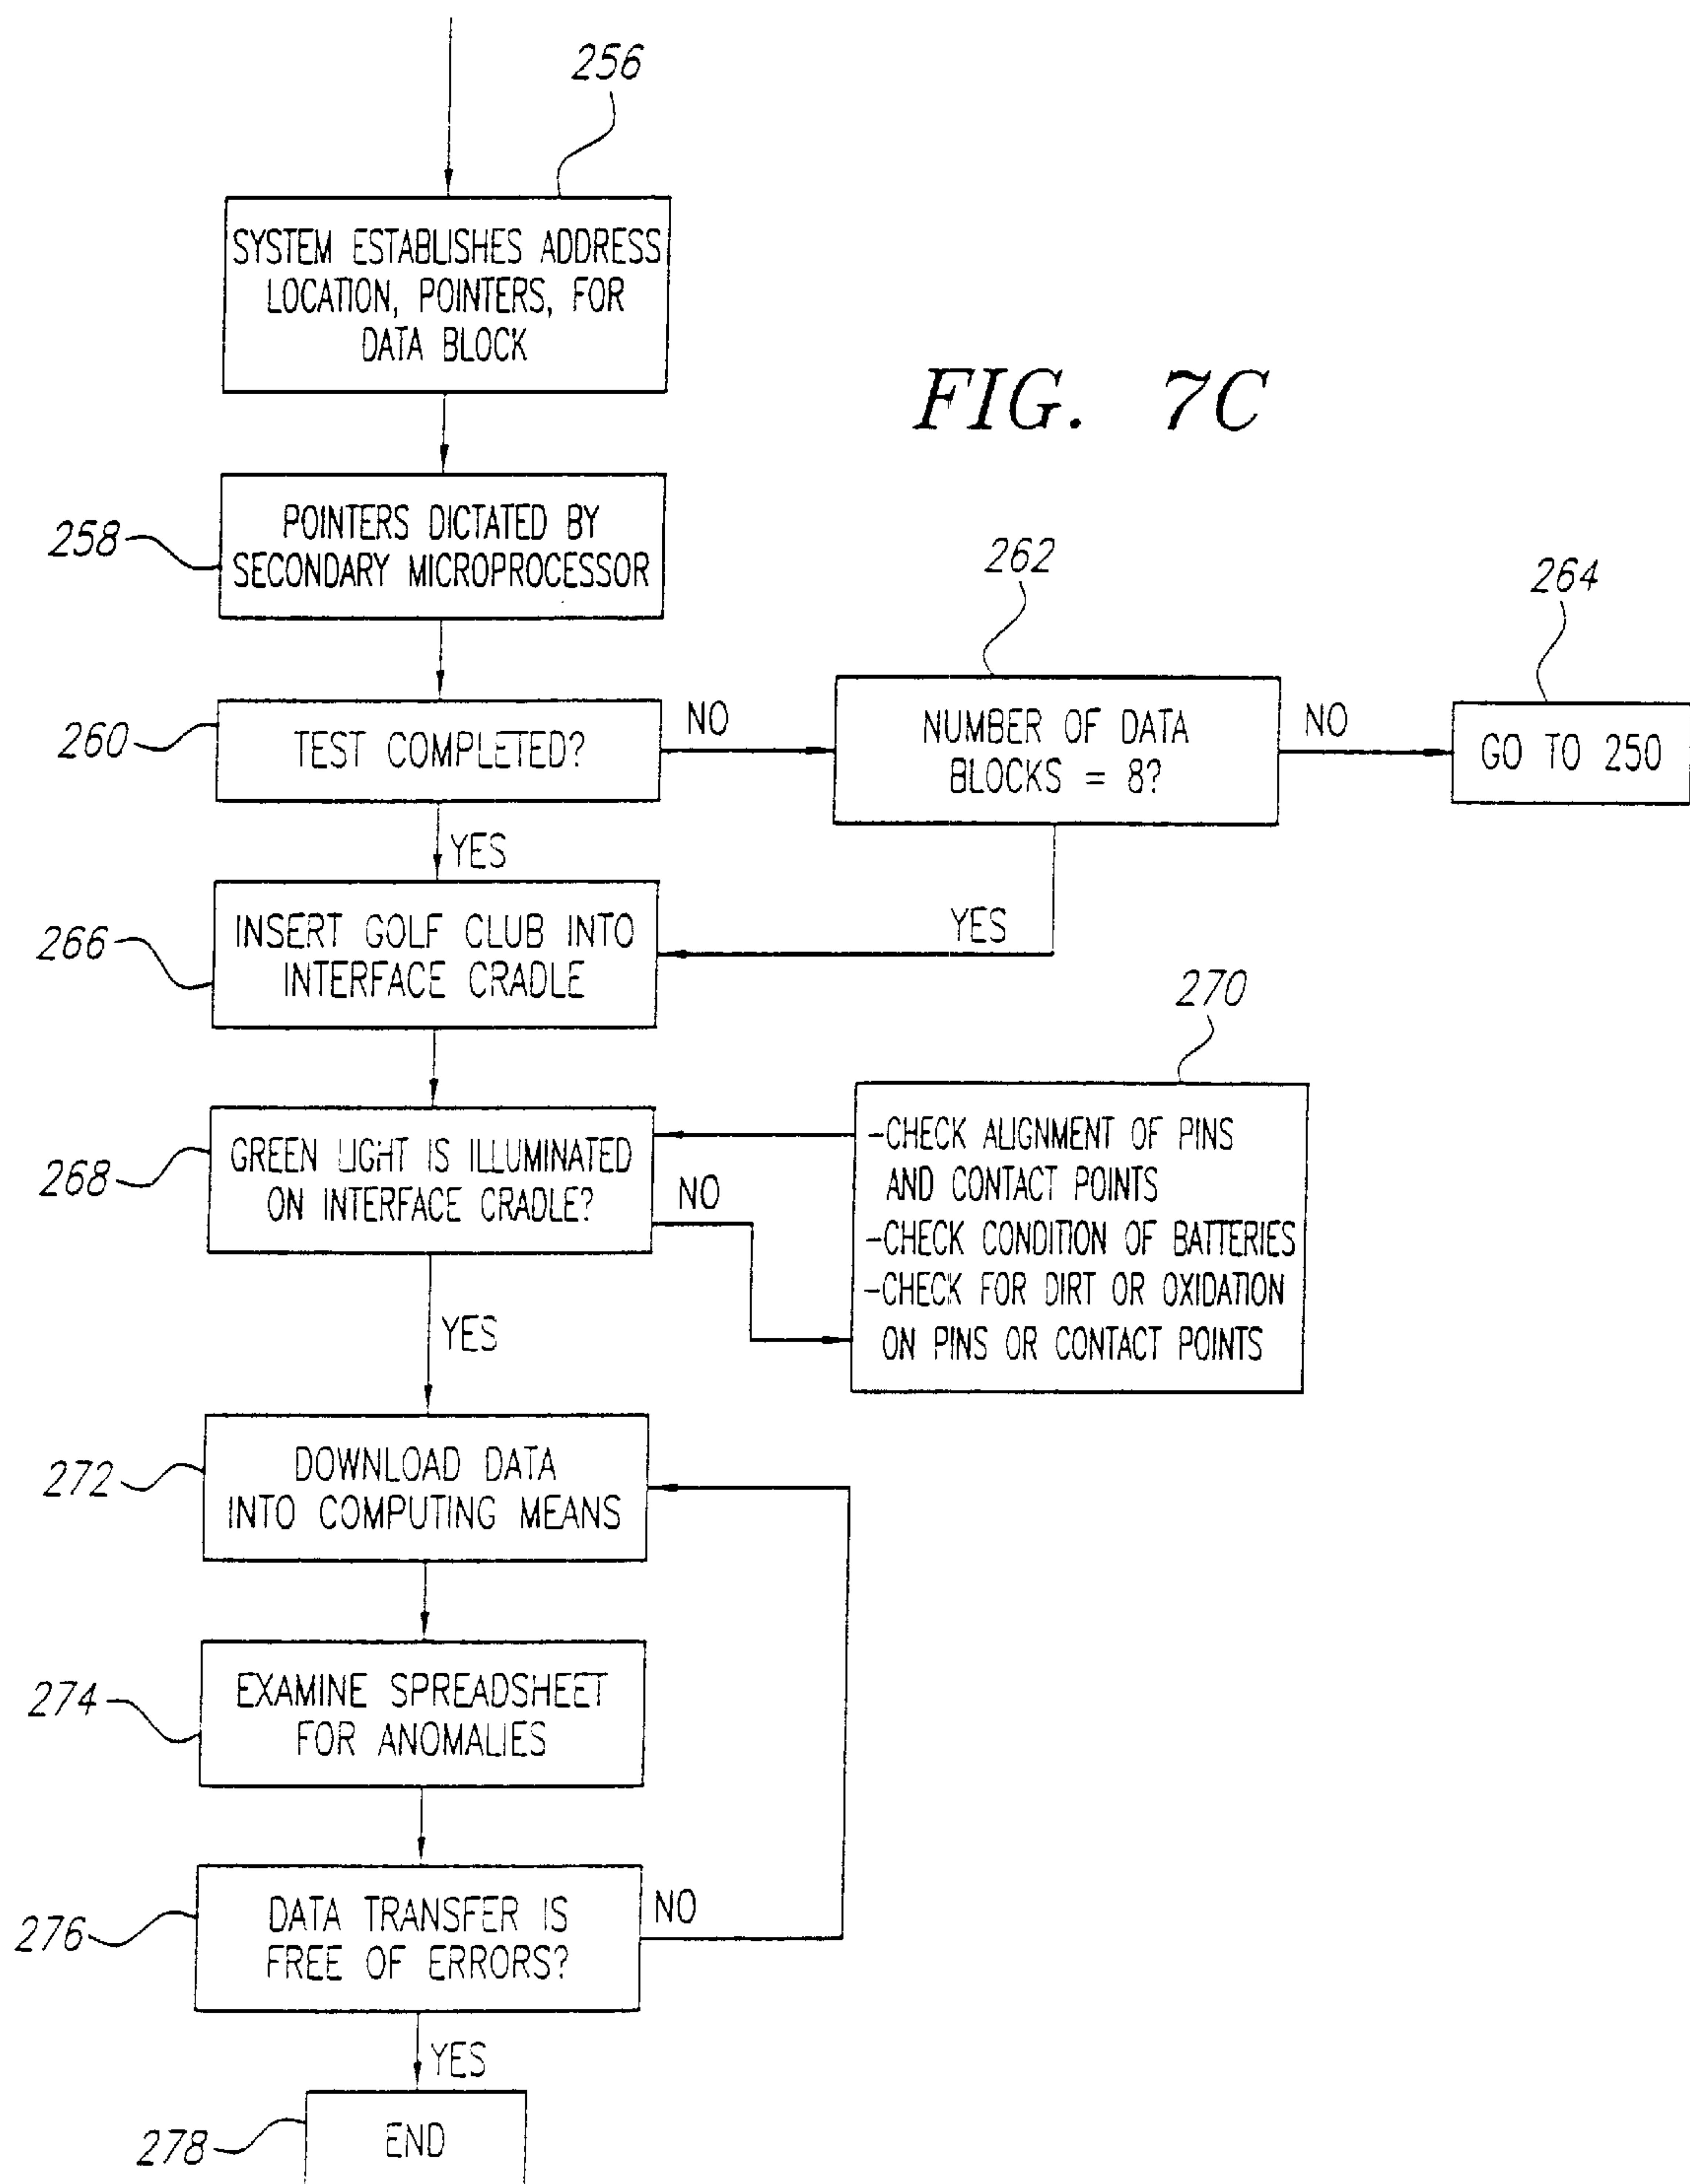 256
SYSTEM ESTABLISHES ADDRESS
LOCATION, POINTERS, FOR
DATA BLOCK
FIG. 7C
258
POINTERS DICTATED BY
SECONDARY MICROPROCESSOR
260
TEST COMPLETED?
NO
262
NUMBER OF DATA
BLOCKS = 8?
NO
264
GO TO 250
YES
YES
266
INSERT GOLF CLUB INTO
INTERFACE CRADLE
268
GREEN LIGHT IS ILLUMINATED
ON INTERFACE CRADLE?
NO
270
-CHECK ALIGNMENT OF PINS
AND CONTACT POINTS
-CHECK CONDITION OF BATTERIES
-CHECK FOR DIRT OR OXIDATION
ON PINS OR CONTACT POINTS
YES
272
DOWNLOAD DATA
INTO COMPUTING MEANS
274
EXAMINE SPREADSHEET
FOR ANOMALIES
276
DATA TRANSFER IS
FREE OF ERRORS?
NO
YES
278
END